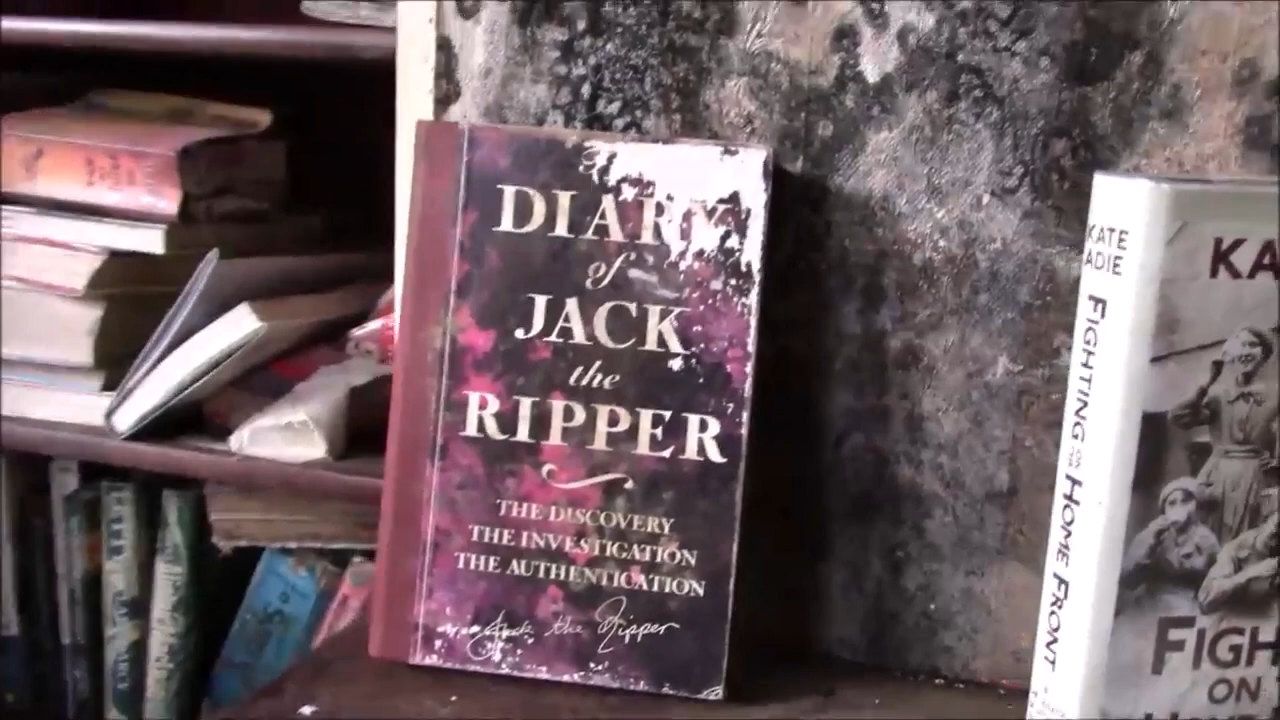 DIARY
of
JACK
the
RIPPER
THE DISCOVERY
THE INVESTIGATION
THE AUTHENTICATION
Jack the Ripper
KATE
ADIE
FIGHTING ON THE HOME FRONT
KA
FIGH
ON